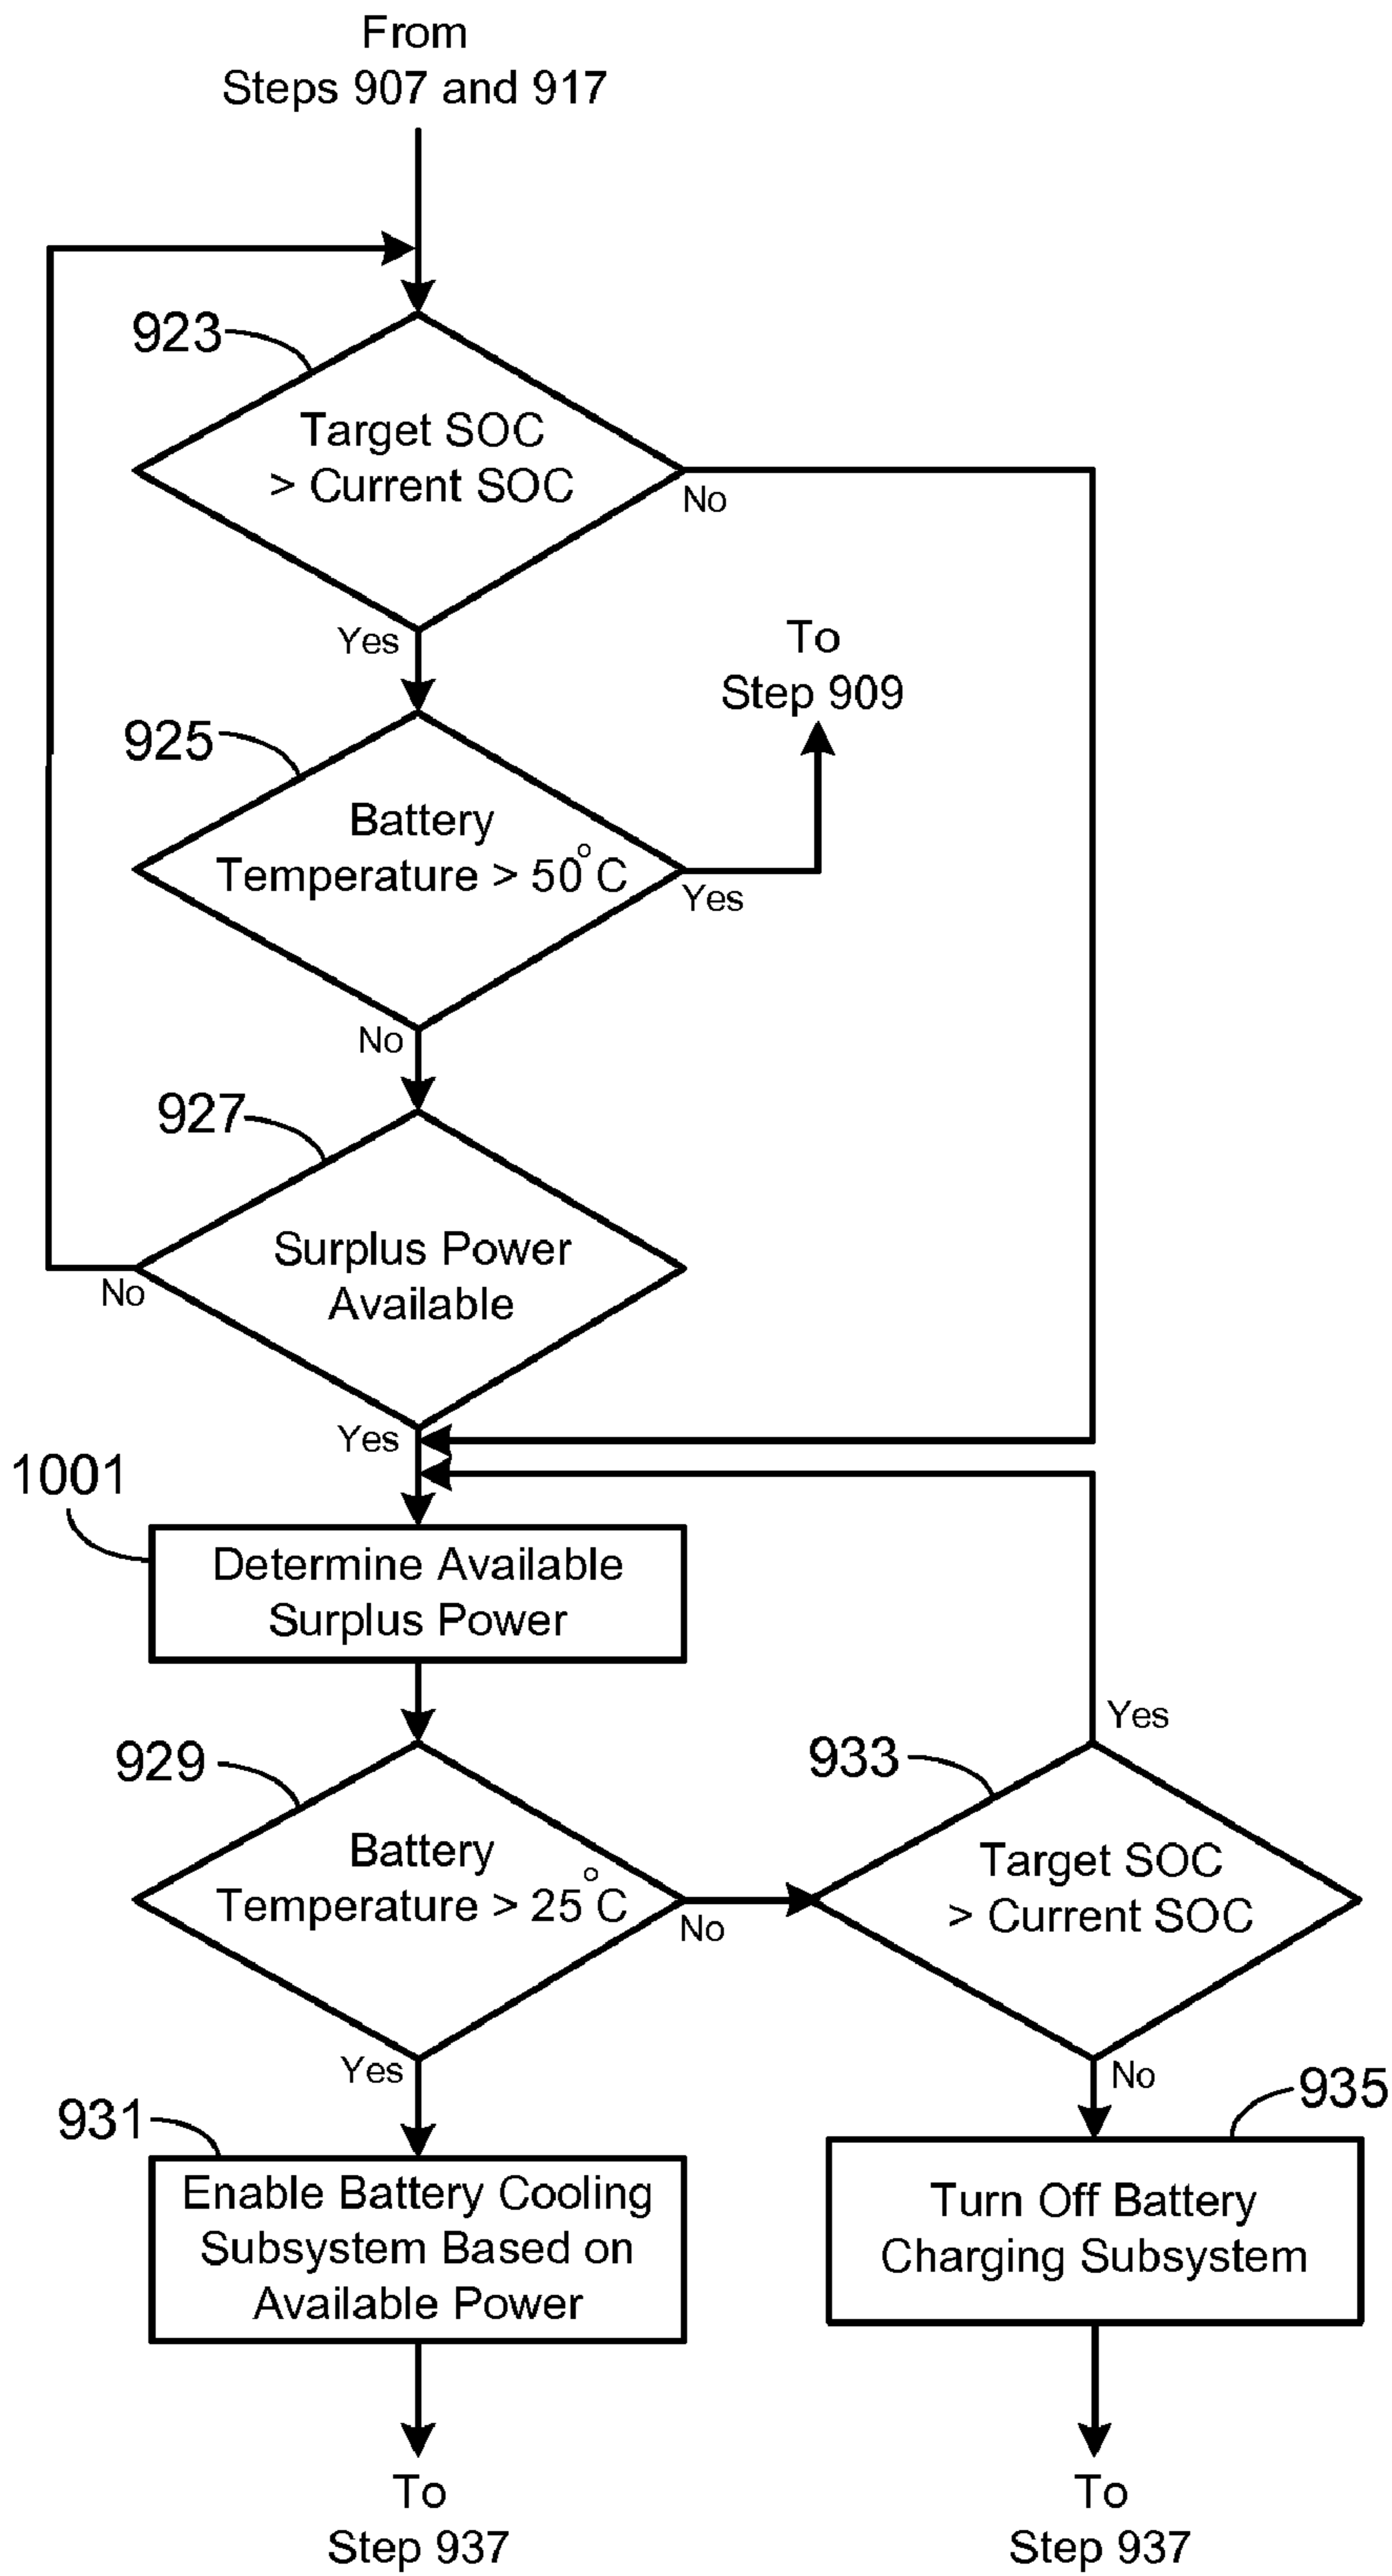 From
Steps 907 and 917
923
Target SOC
> Current SOC
No
Yes
To
Step 909
925
Battery
Temperature > 50°C
Yes
No
927
Surplus Power
Available
No
Yes
1001
Determine Available
Surplus Power
Yes
929
933
Battery
Temperature > 25°C
Target SOC
> Current SOC
No
Yes
No
931
935
Enable Battery Cooling
Subsystem Based on
Available Power
Turn Off Battery
Charging Subsystem
To
Step 937
To
Step 937